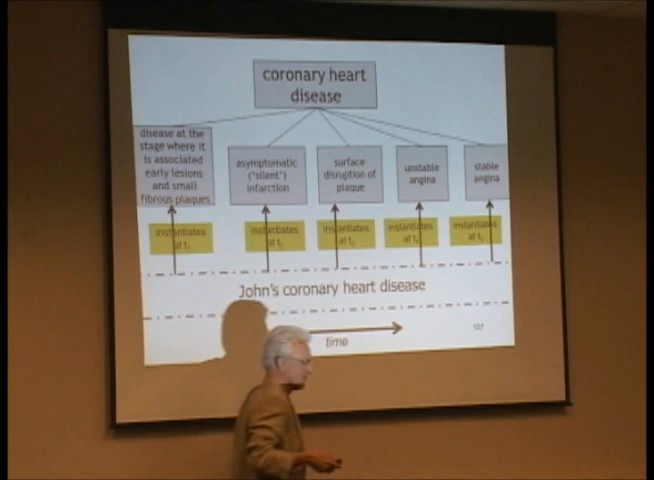 coronary heart
disease
disease at the
stage where it
is associated
early lesions
and small
fibrous plaques
asymptomatic
("silent")
infarction
surface
disruption of
plaque
unstable
angina
stable
angina
instantiates
at t₁
instantiates
at t₂
instantiates
at
instantiates
at
instantiates
at
John's coronary heart disease
time
107